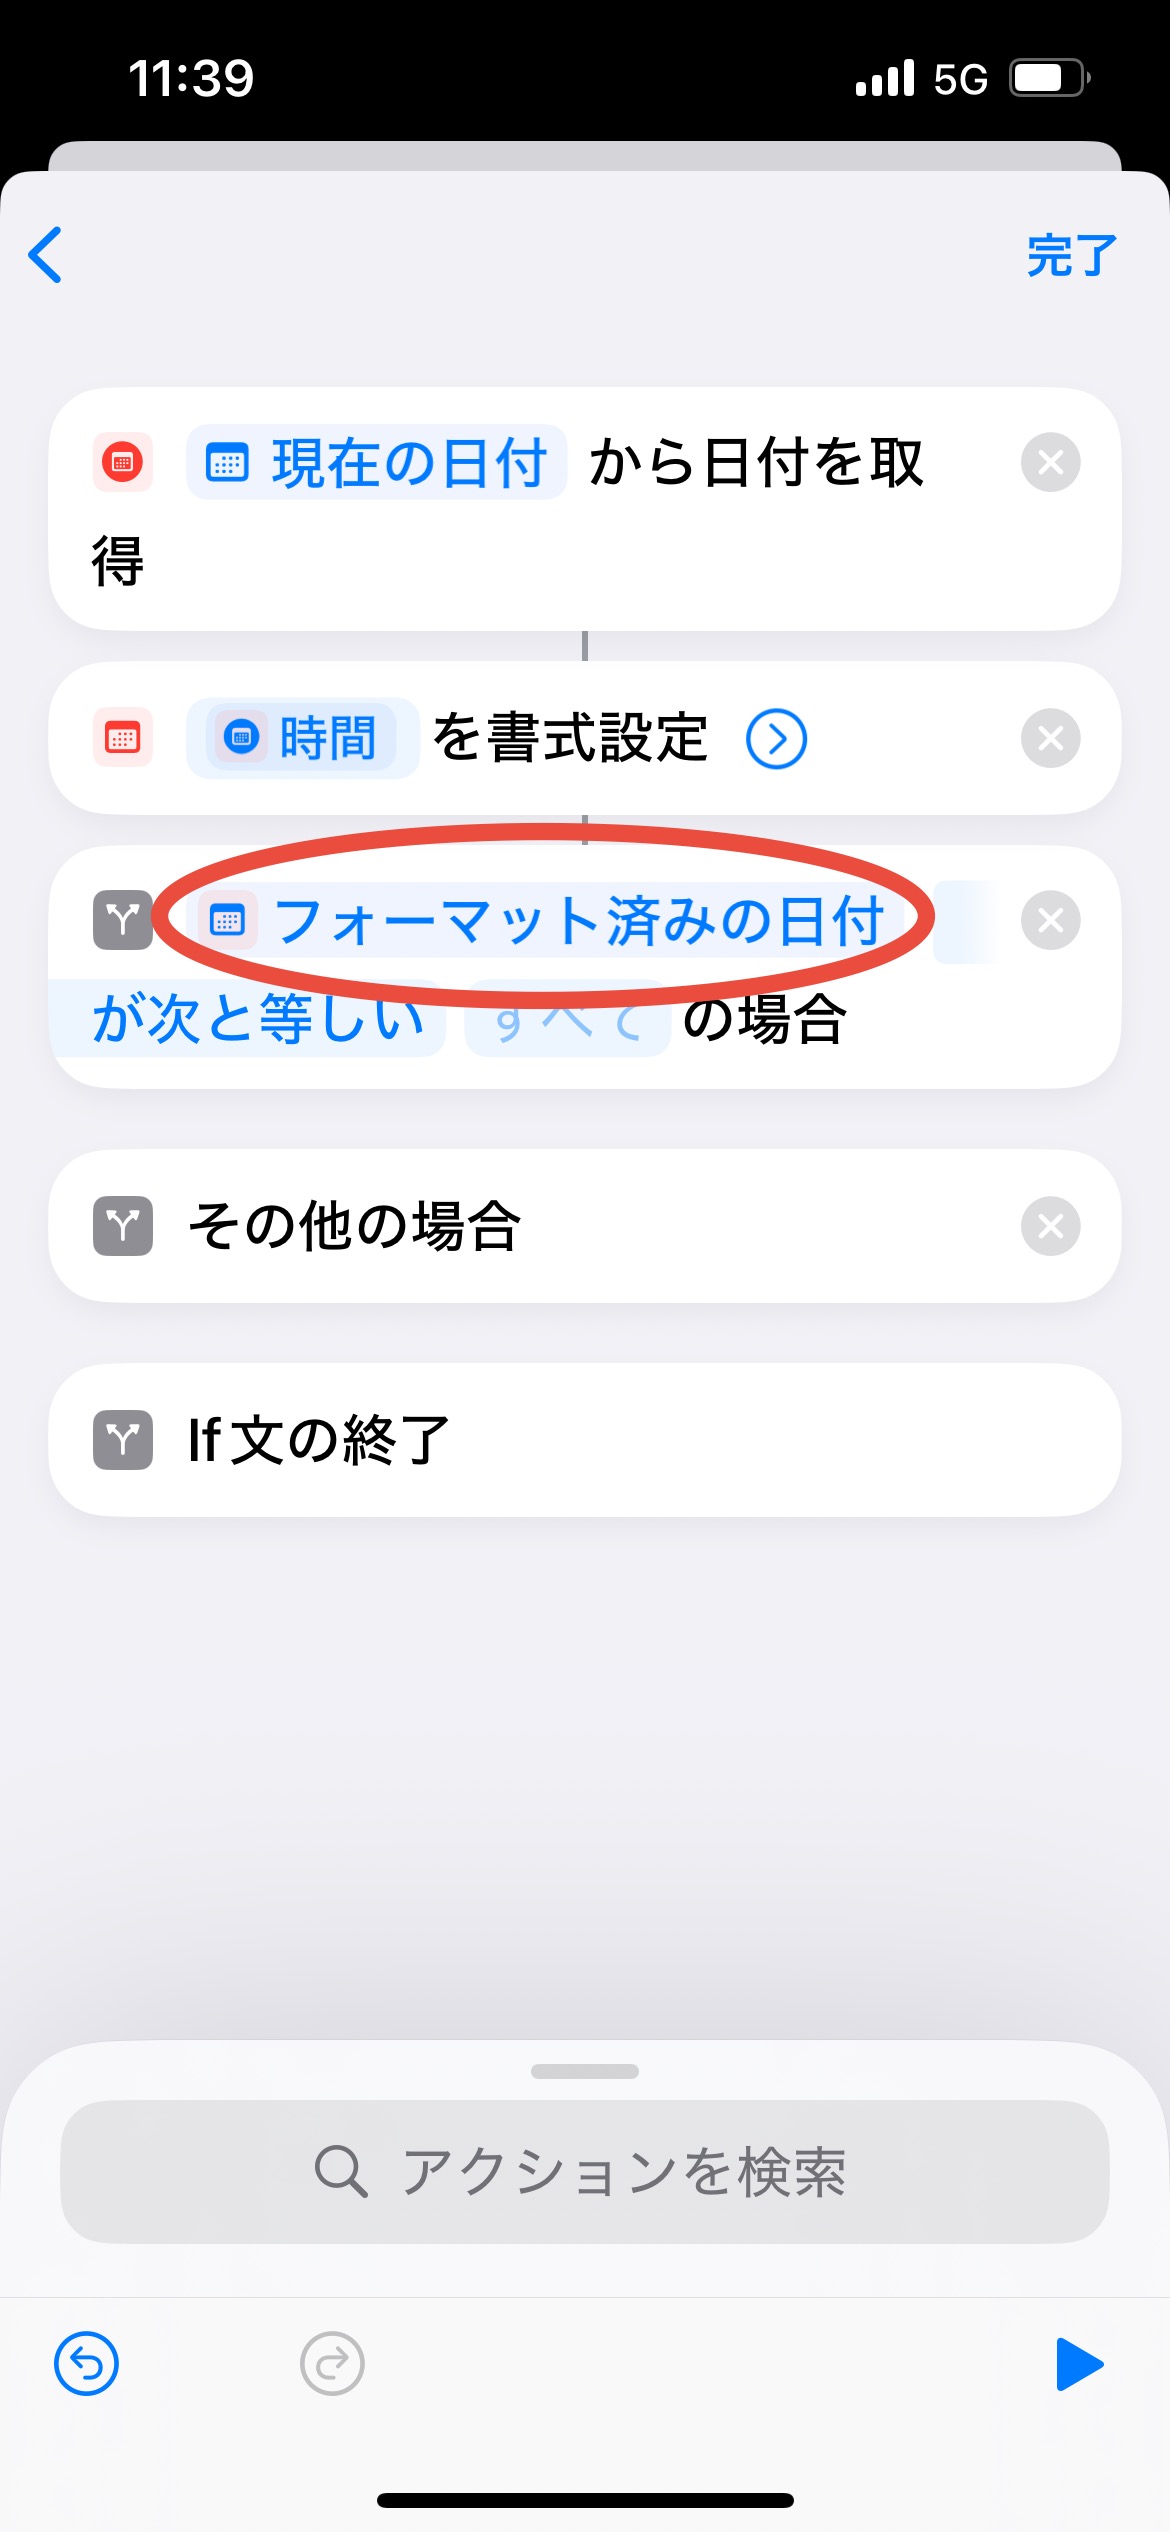 11:39
5G
完了
現在の日付 から日付を取
得
時間 を書式設定
フォーマット済みの日付
が次と等しい すべて の場合
その他の場合
If文の終了
アクションを検索